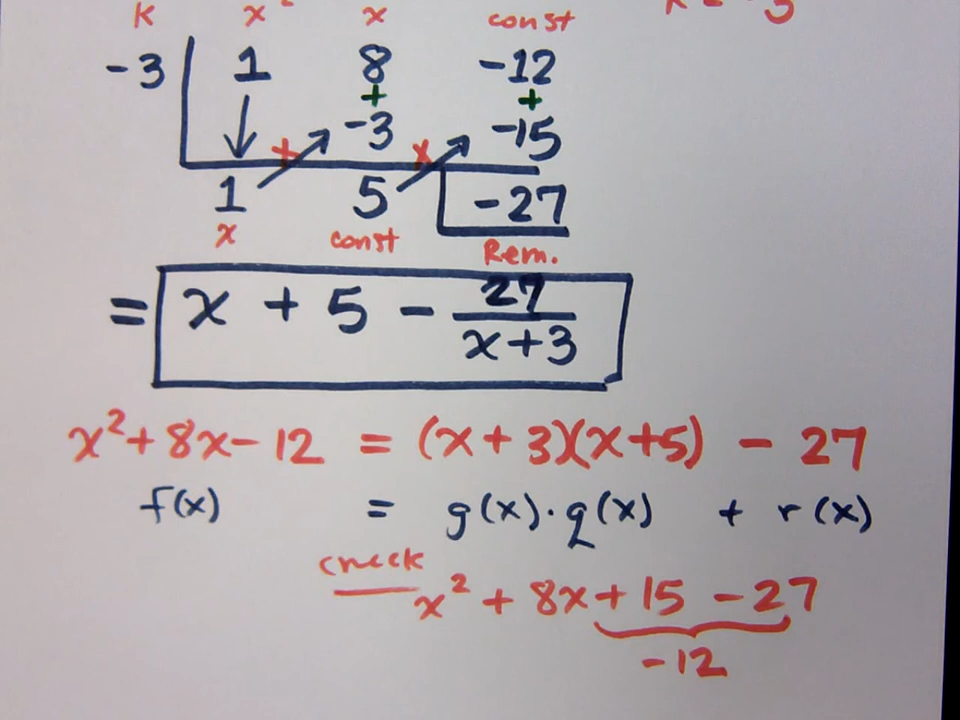 K x² x const
-3 1 8 -12
+ +
-3 -15
× ×
1 5 -27
x const Rem.
= x + 5 - 27/(x+3)
x² + 8x - 12 = (x + 3)(x + 5) - 27
f(x) = g(x)·q(x) + r(x)
check
x² + 8x + 15 - 27
-12